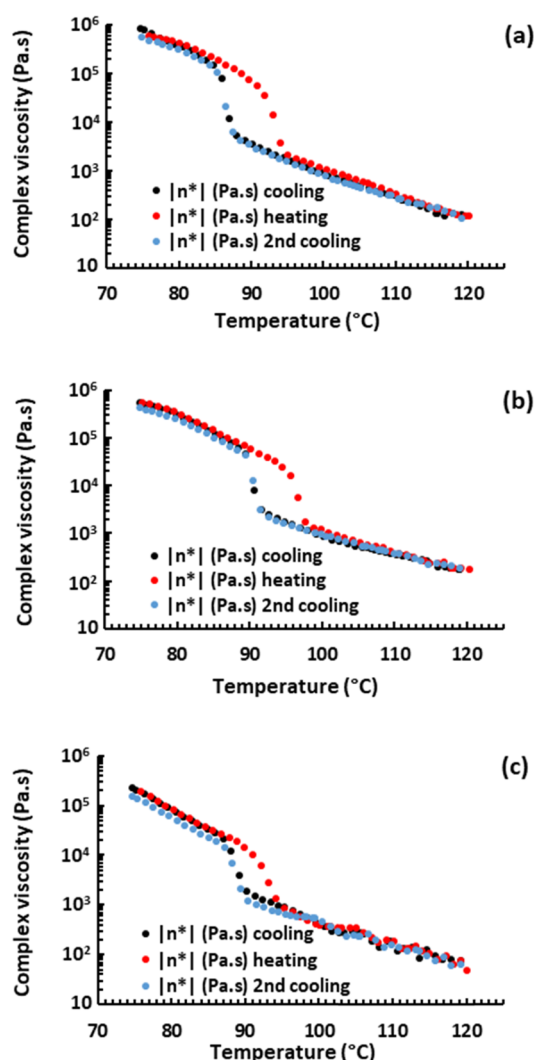 (a)
Complex viscosity (Pa.s)
10⁶
10⁵
10⁴
10³
10²
10
|n*| (Pa.s) cooling
|n*| (Pa.s) heating
|n*| (Pa.s) 2nd cooling
70 80 90 100 110 120
Temperature (°C)
(b)
Complex viscosity (Pa.s)
10⁶
10⁵
10⁴
10³
10²
10
|n*| (Pa.s) cooling
|n*| (Pa.s) heating
|n*| (Pa.s) 2nd cooling
70 80 90 100 110 120
Temperature (°C)
(c)
Complex viscosity (Pa.s)
10⁶
10⁵
10⁴
10³
10²
10
|n*| (Pa.s) cooling
|n*| (Pa.s) heating
|n*| (Pa.s) 2nd cooling
70 80 90 100 110 120
Temperature (°C)